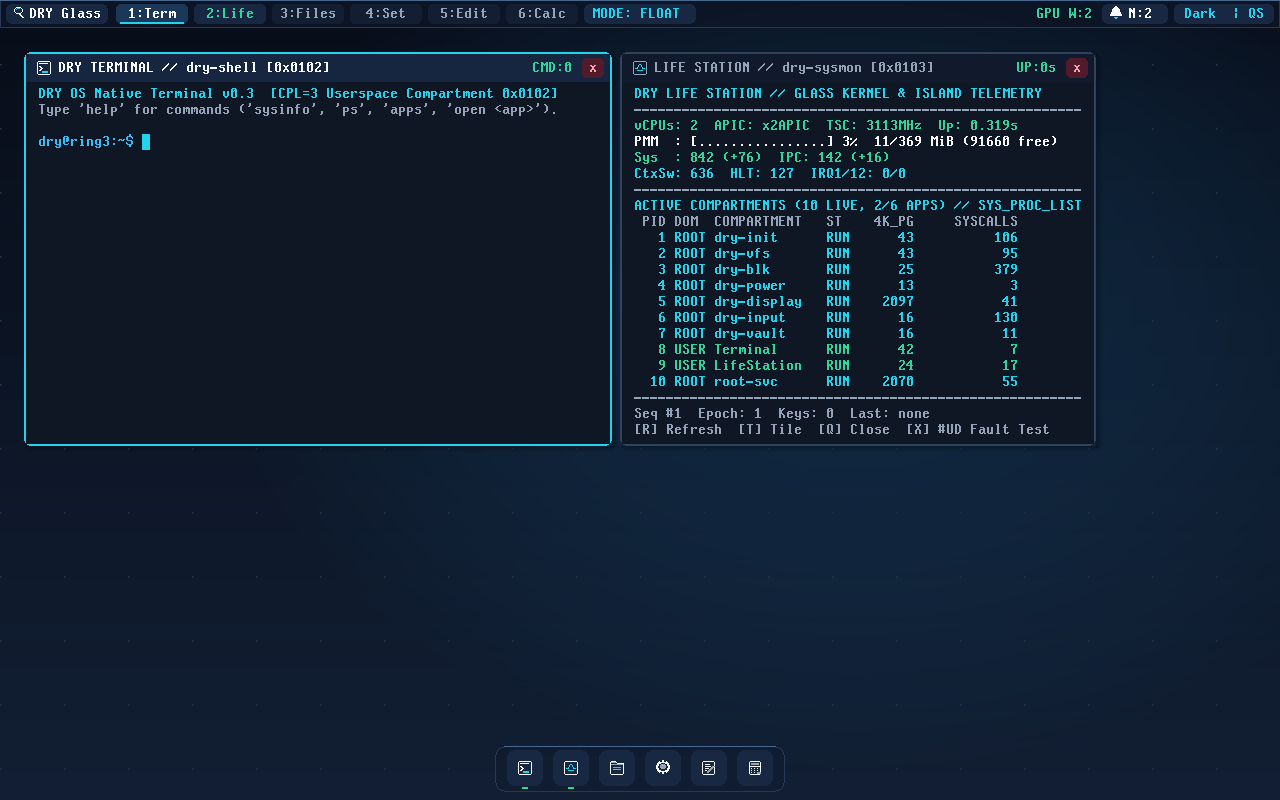 DRY Glass 1:Term 2:Life 3:Files 4:Set 5:Edit 6:Calc MODE: FLOAT GPU W:2 N:2 Dark ¦ QS
DRY TERMINAL // dry-shell [0x0102] CMD:0 x
DRY OS Native Terminal v0.3 [CPL=3 Userspace Compartment 0x0102]
Type 'help' for commands ('sysinfo', 'ps', 'apps', 'open <app>').
dry@ring3:~$
LIFE STATION // dry-sysmon [0x0103] UP:0s x
DRY LIFE STATION // GLASS KERNEL & ISLAND TELEMETRY
vCPUs: 2 APIC: x2APIC TSC: 3113MHz Up: 0.319s
PMM : [................] 3% 11/369 MiB (91660 free)
Sys : 842 (+76) IPC: 142 (+16)
CtxSw: 636 HLT: 127 IRQ1/12: 0/0
ACTIVE COMPARTMENTS (10 LIVE, 2/6 APPS) // SYS_PROC_LIST
PID DOM COMPARTMENT ST 4K_PG SYSCALLS
1 ROOT dry-init RUN 43 106
2 ROOT dry-vfs RUN 43 95
3 ROOT dry-blk RUN 25 379
4 ROOT dry-power RUN 13 3
5 ROOT dry-display RUN 2097 41
6 ROOT dry-input RUN 16 130
7 ROOT dry-vault RUN 16 11
8 USER Terminal RUN 42 7
9 USER LifeStation RUN 24 17
10 ROOT root-svc RUN 2070 55
Seq #1 Epoch: 1 Keys: 0 Last: none
[R] Refresh [T] Tile [Q] Close [X] #UD Fault Test